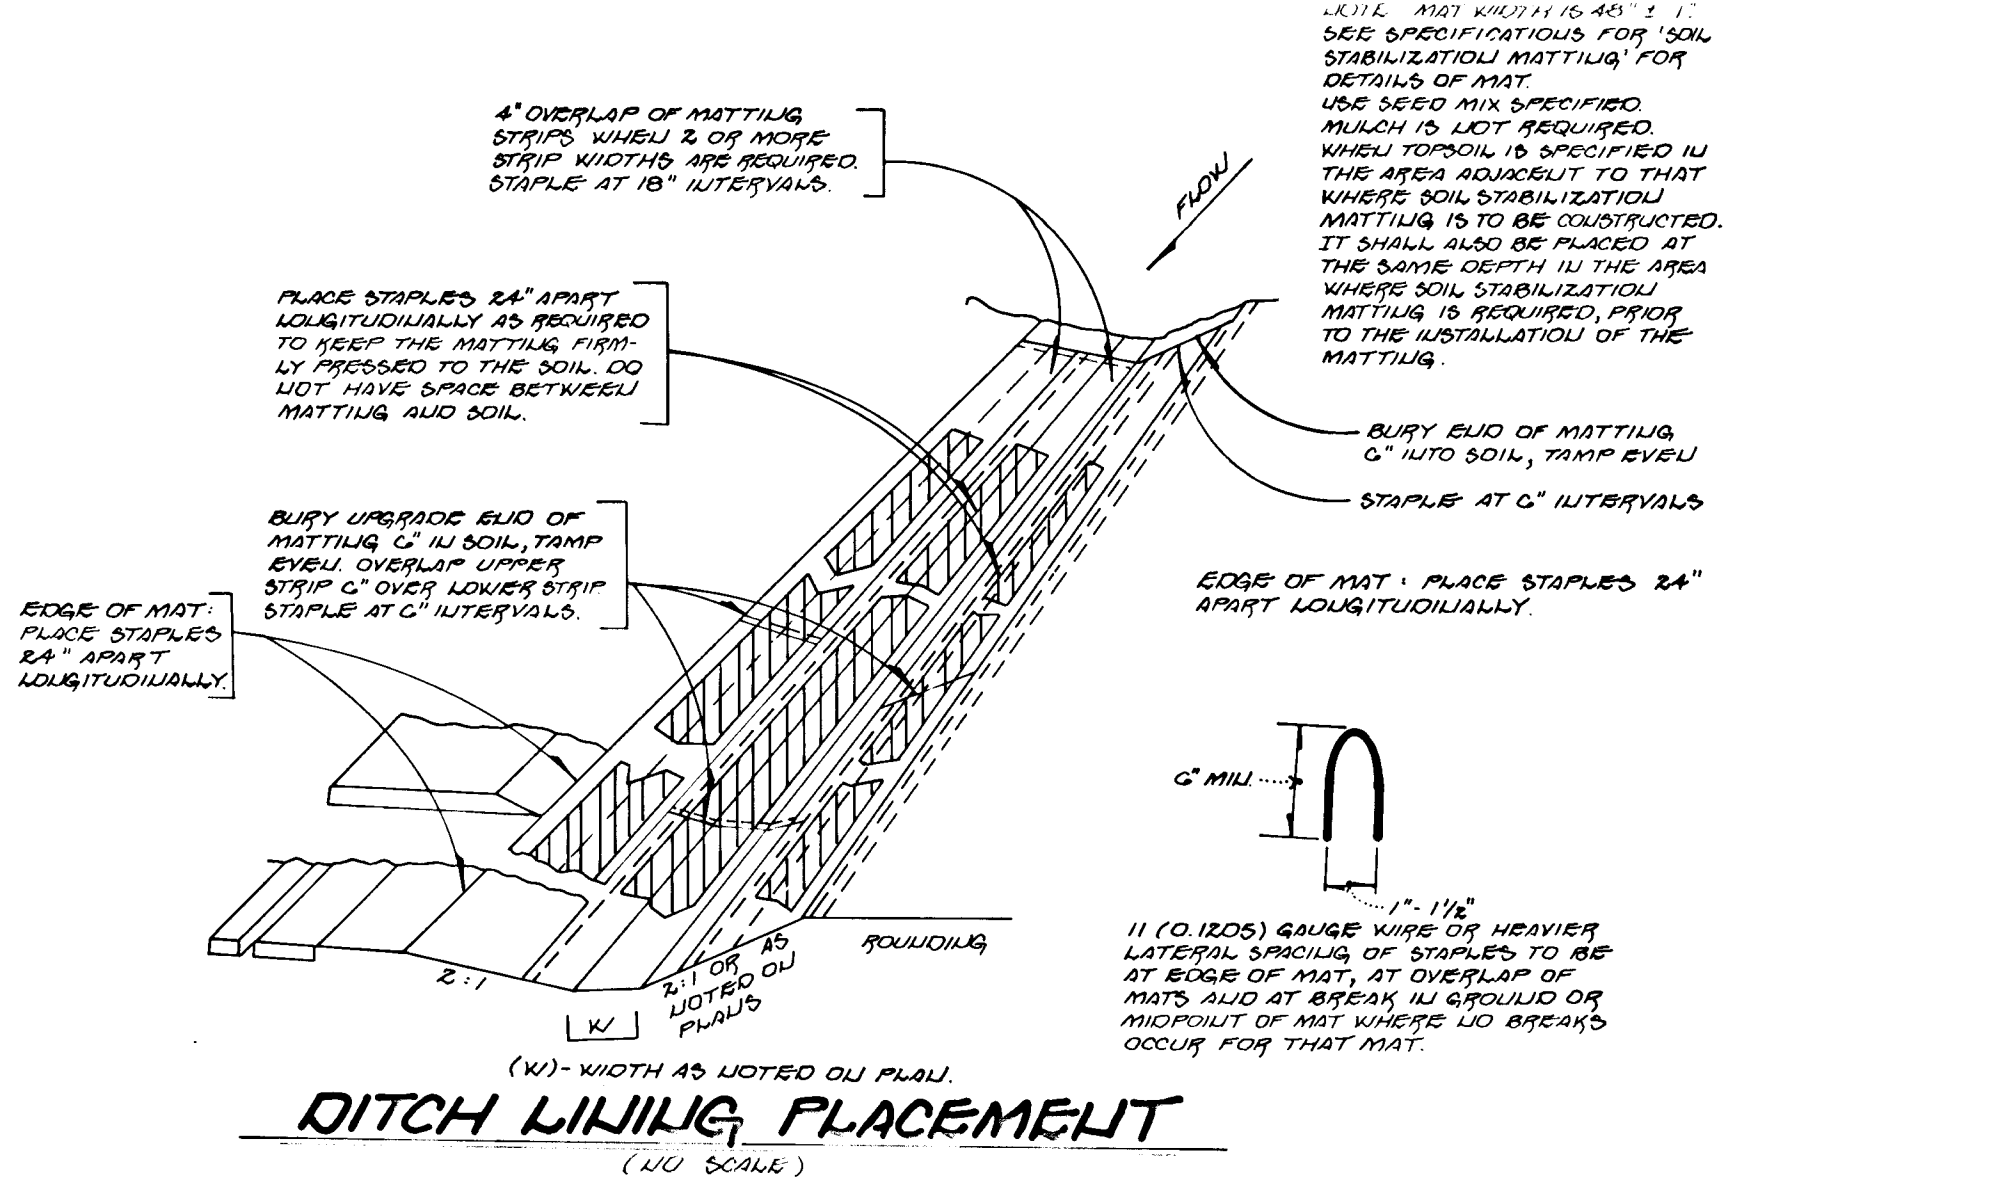 NOTE MAT WIDTH IS 48" ± 1".
SEE SPECIFICATIONS FOR 'SOIL
STABILIZATION MATTING' FOR
DETAILS OF MAT.
USE SEED MIX SPECIFIED.
MULCH IS NOT REQUIRED.
WHEN TOPSOIL IS SPECIFIED IN
THE AREA ADJACENT TO THAT
WHERE SOIL STABILIZATION
MATTING IS TO BE CONSTRUCTED.
IT SHALL ALSO BE PLACED AT
THE SAME DEPTH IN THE AREA
WHERE SOIL STABILIZATION
MATTING IS REQUIRED, PRIOR
TO THE INSTALLATION OF THE
MATTING.
4" OVERLAP OF MATTING
STRIPS WHEN 2 OR MORE
STRIP WIDTHS ARE REQUIRED.
STAPLE AT 18" INTERVALS.
FLOW
PLACE STAPLES 24" APART
LONGITUDINALLY AS REQUIRED
TO KEEP THE MATTING FIRM-
LY PRESSED TO THE SOIL. DO
NOT HAVE SPACE BETWEEN
MATTING AND SOIL.
BURY END OF MATTING
6" INTO SOIL, TAMP EVEN
STAPLE AT 6" INTERVALS
BURY UPGRADE END OF
MATTING 6" IN SOIL, TAMP
EVEN. OVERLAP UPPER
STRIP 6" OVER LOWER STRIP
STAPLE AT 6" INTERVALS.
EDGE OF MAT: PLACE STAPLES 24"
APART LONGITUDINALLY.
EDGE OF MAT:
PLACE STAPLES
24" APART
LONGITUDINALLY.
6" MIN.
1"- 1 1/2"
11 (0.1205) GAUGE WIRE OR HEAVIER
LATERAL SPACING OF STAPLES TO BE
AT EDGE OF MAT, AT OVERLAP OF
MATS AND AT BREAK IN GROUND OR
MIDPOINT OF MAT WHERE NO BREAKS
OCCUR FOR THAT MAT.
ROUNDING
2:1
2:1 OR AS
NOTED ON
PLANS
W
(W)- WIDTH AS NOTED ON PLAN.
DITCH LINING PLACEMENT
(NO SCALE)